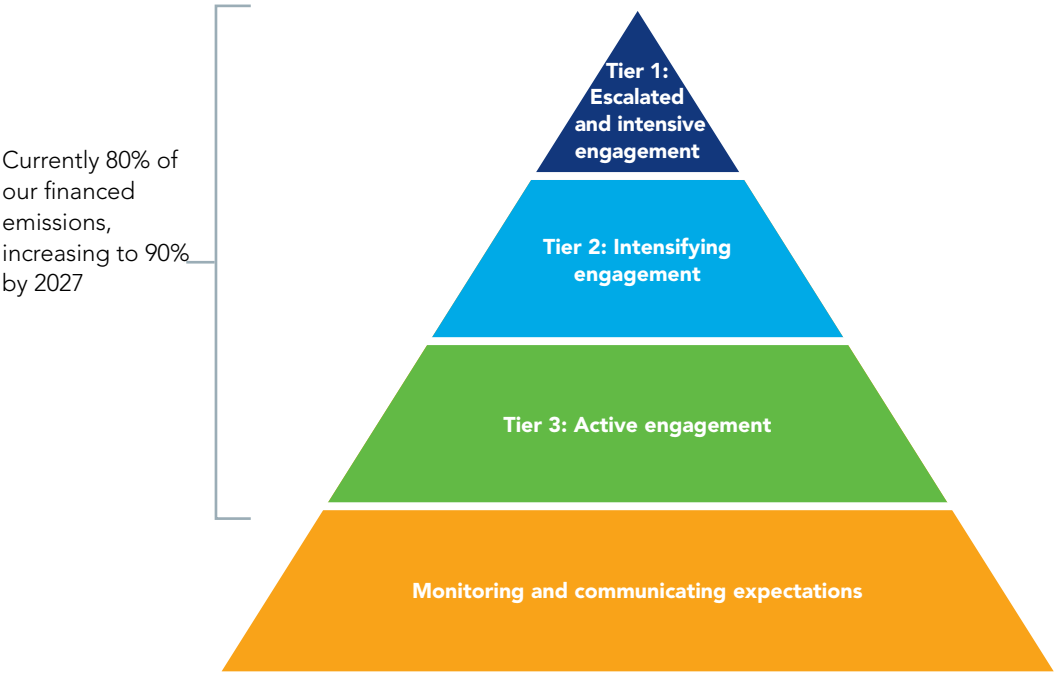 Currently 80% of
our financed
emissions,
increasing to 90%
by 2027
Tier 1:
Escalated
and intensive
engagement
Tier 2: Intensifying
engagement
Tier 3: Active engagement
Monitoring and communicating expectations